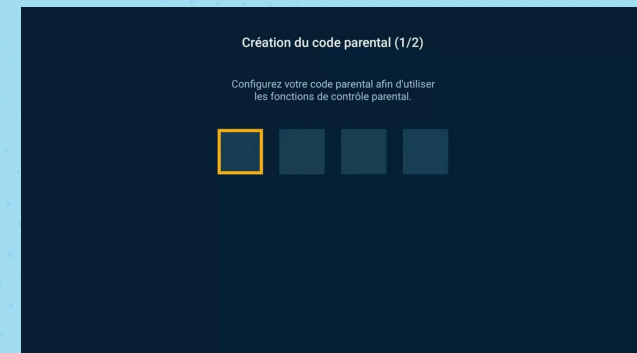 Création du code parental (1/2)
Configurez votre code parental afin d'utiliser
les fonctions de contrôle parental.